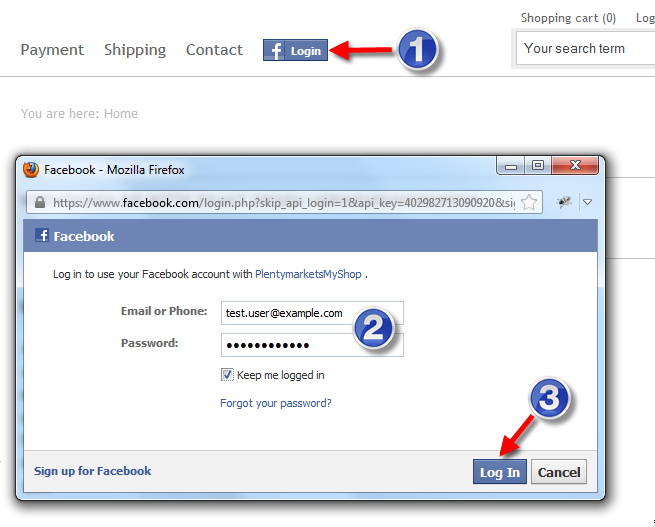 Shopping cart (0) Log
Payment Shipping Contact f Login 1 Your search term
You are here: Home
Facebook - Mozilla Firefox
https://www.facebook.com/login.php?skip_api_login=1&api_key=402982713090920&sig
Facebook
Log in to use your Facebook account with PlentymarketsMyShop .
Email or Phone: test.user@example.com
2
Password: ••••••••••••
Keep me logged in
Forgot your password?
3
Sign up for Facebook Log In Cancel